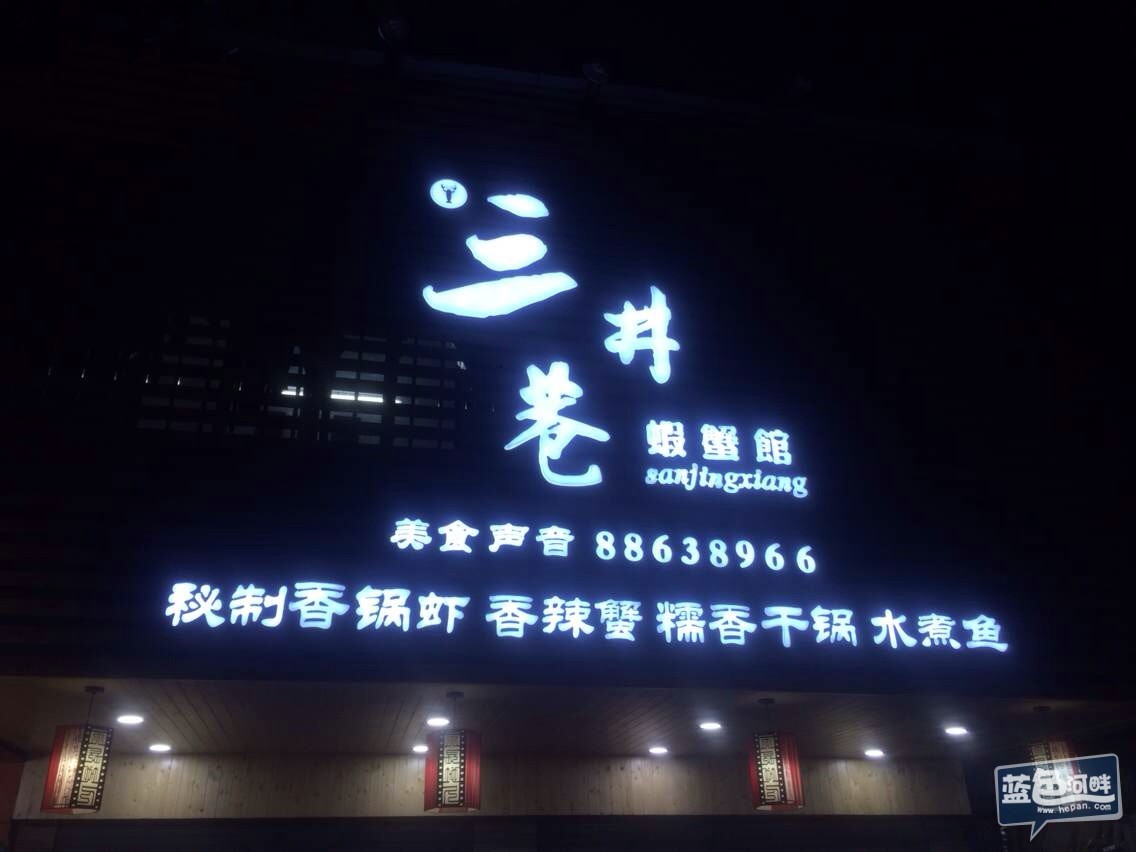 三井巷
蝦蟹館
sanjingxiang
美食声音 88638966
秘制香锅虾 香辣蟹 糯香干锅 水煮鱼
蓝色河畔
www.hepan.com